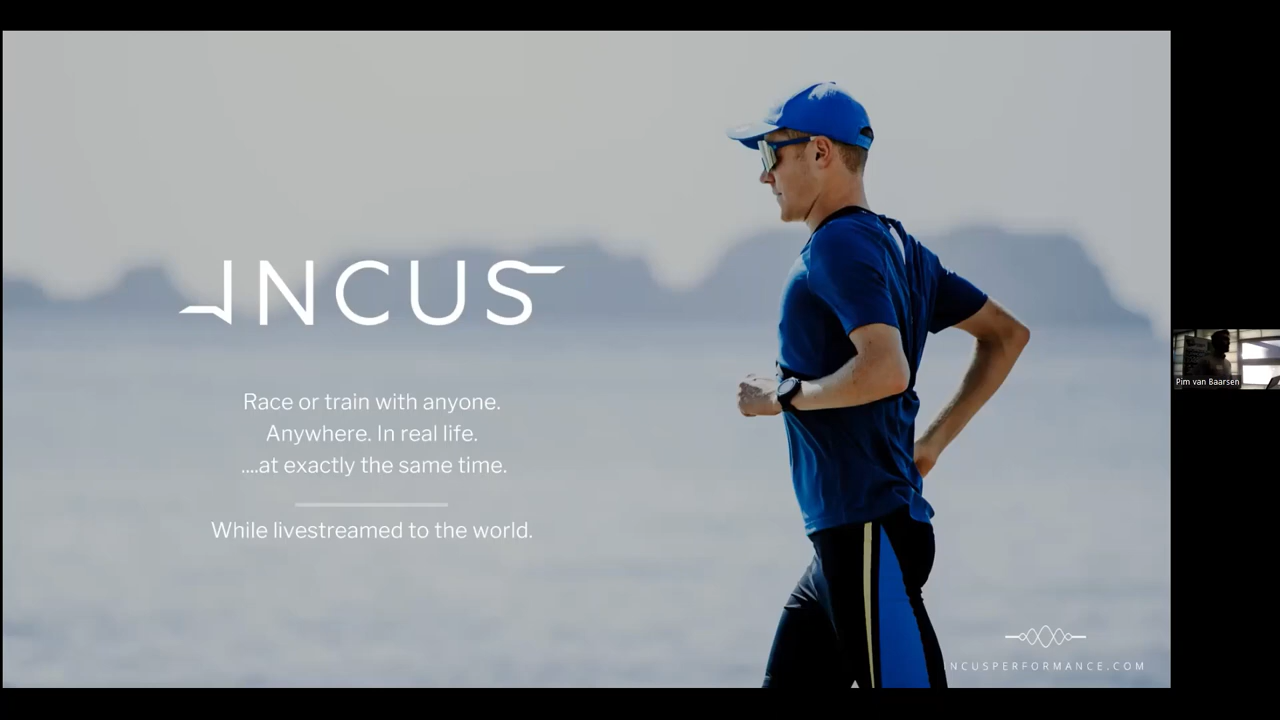 INCUS
Race or train with anyone.
Anywhere. In real life.
....at exactly the same time.
While livestreamed to the world.
INCUSPERFORMANCE.COM
Pim van Baarsen